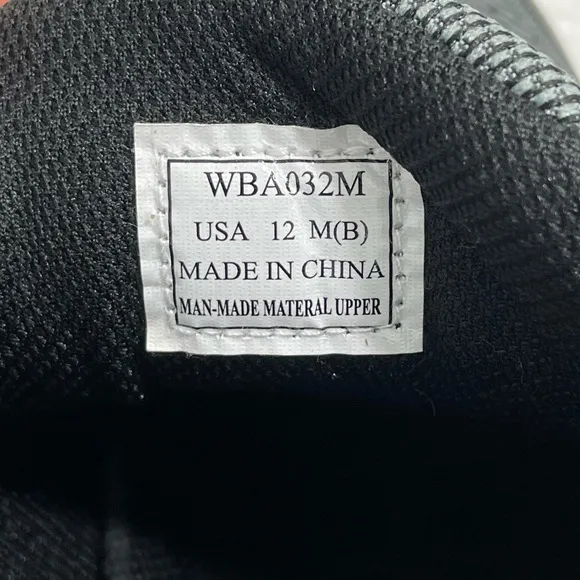 WBA032M
USA 12 M(B)
MADE IN CHINA
MAN-MADE MATERAL UPPER